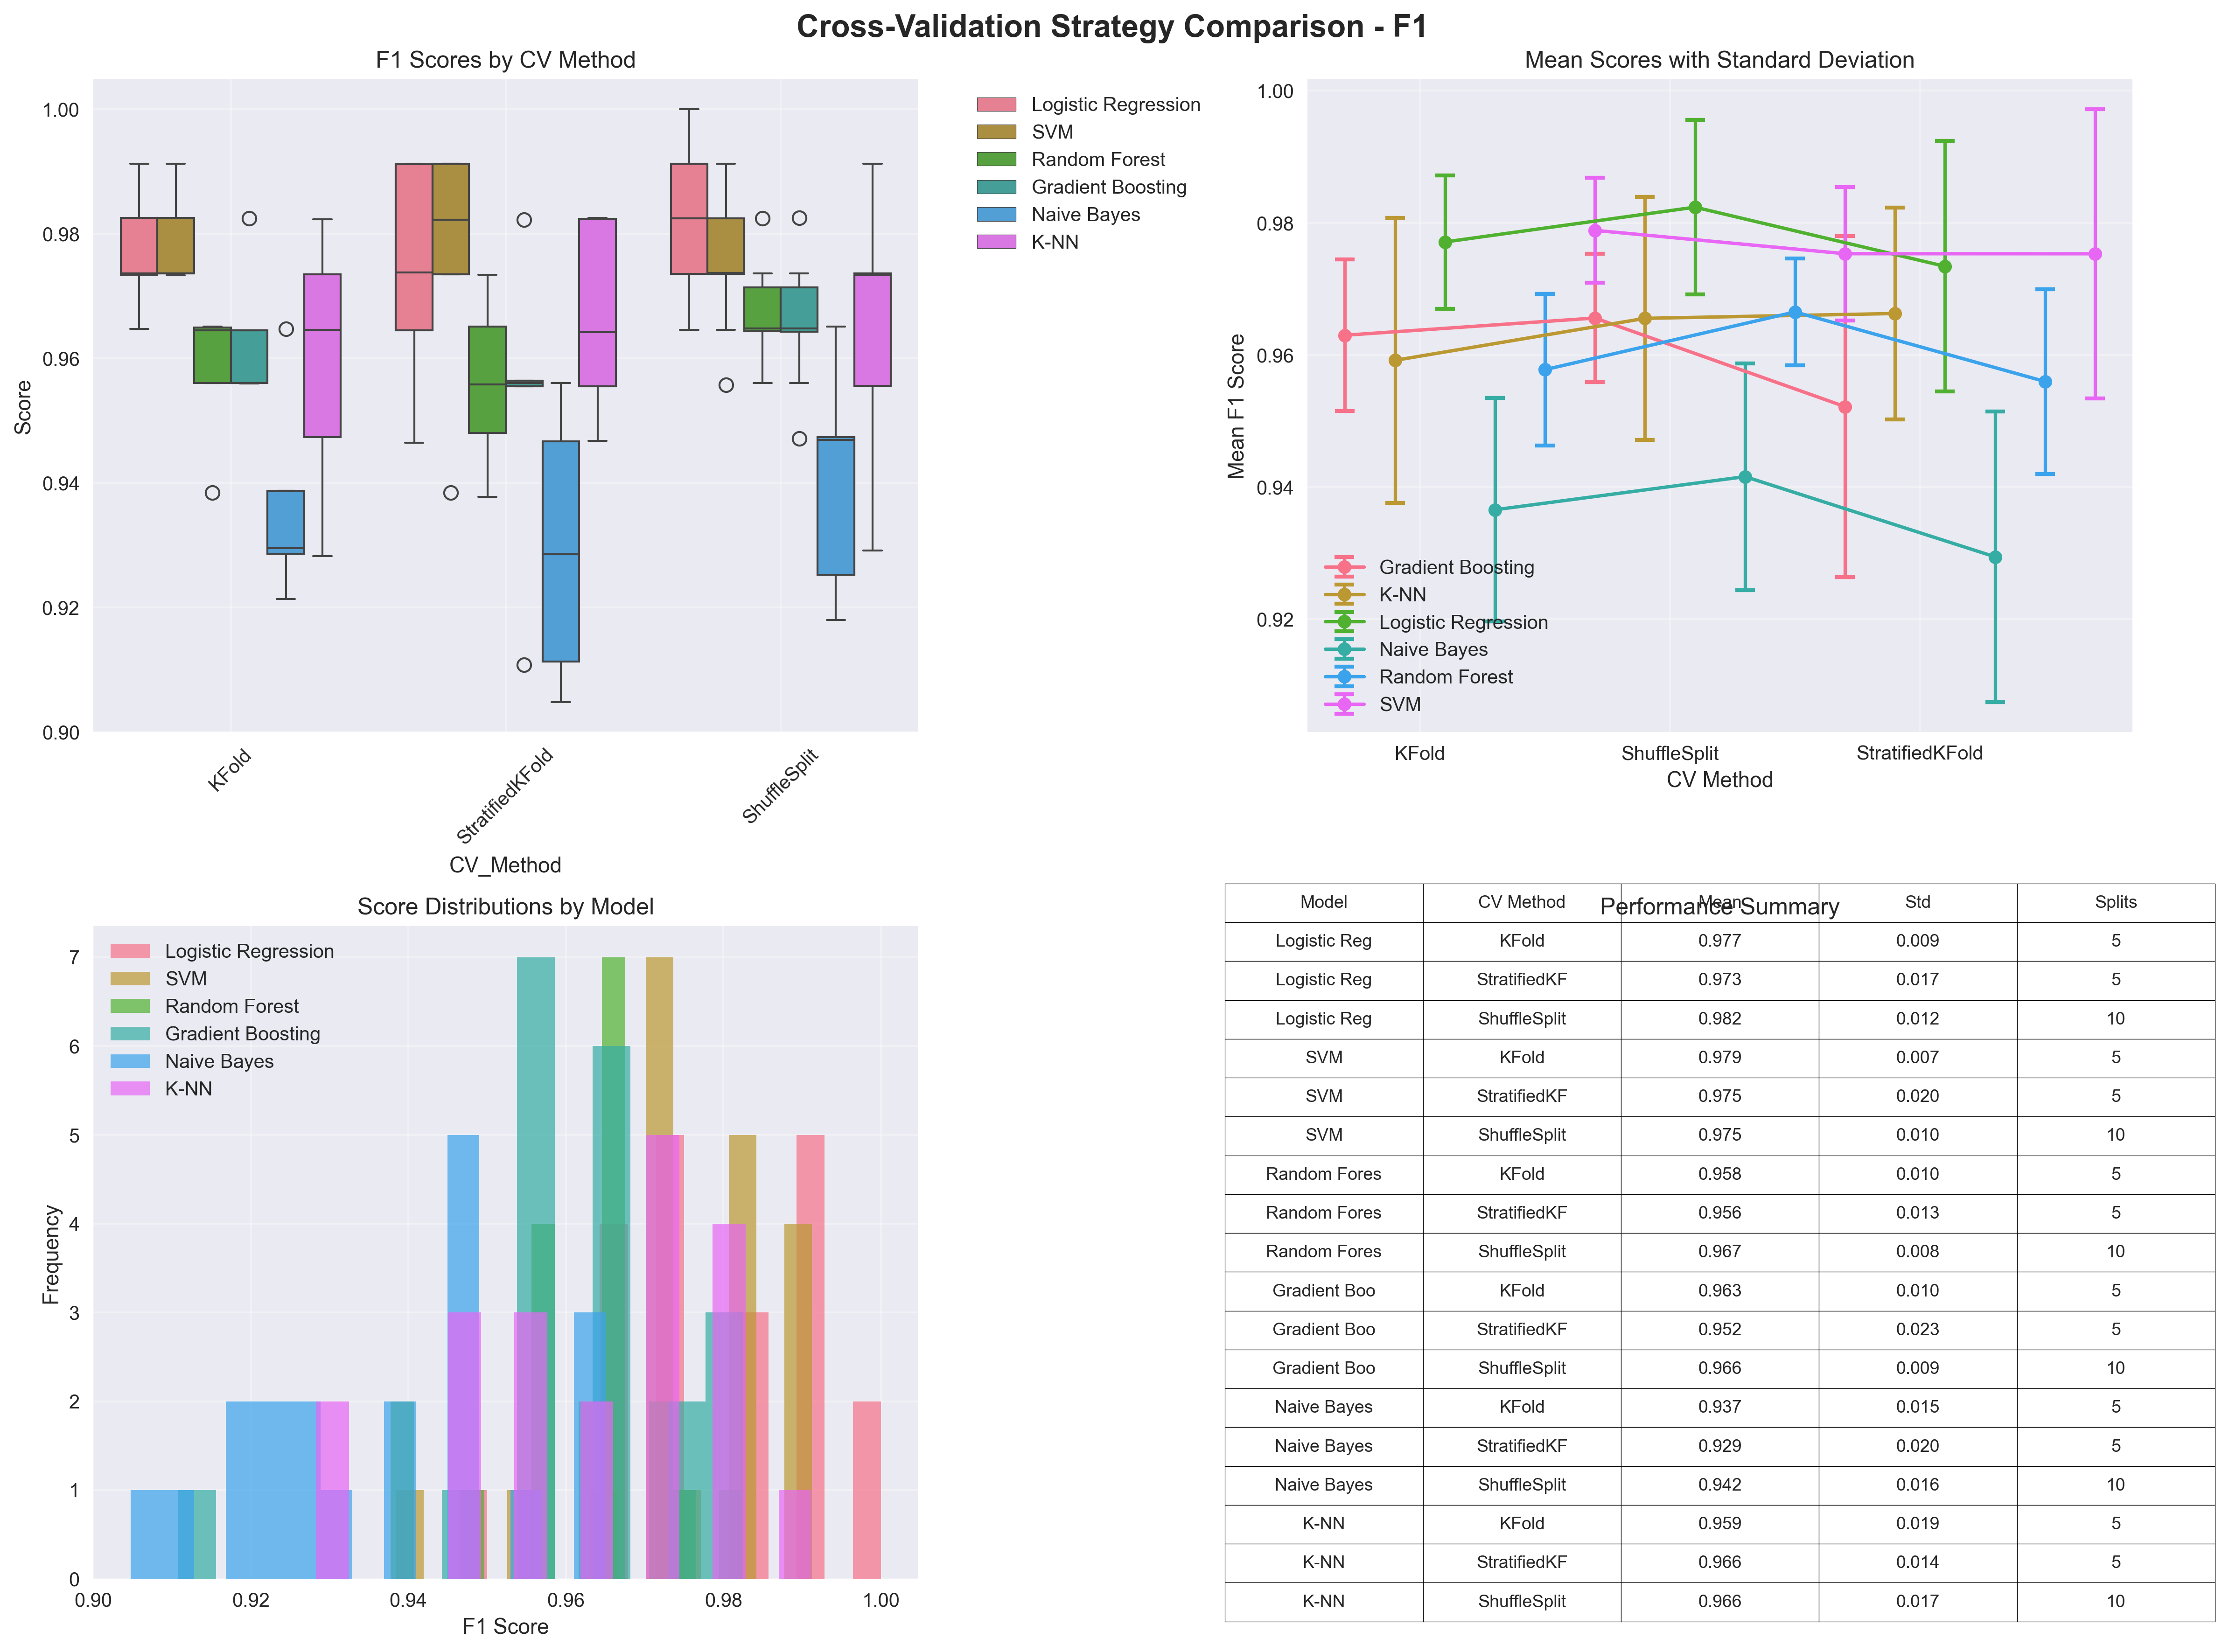 Cross-Validation Strategy Comparison - F1
F1 Scores by CV Method
1.00
0.98
0.96
0.94
0.92
0.90
Score
KFold
StratifiedKFold
ShuffleSplit
CV_Method
Logistic Regression
SVM
Random Forest
Gradient Boosting
Naive Bayes
K-NN
Mean Scores with Standard Deviation
1.00
0.98
0.96
0.94
0.92
Mean F1 Score
Gradient Boosting
K-NN
Logistic Regression
Naive Bayes
Random Forest
SVM
KFold
ShuffleSplit
StratifiedKFold
CV Method
Score Distributions by Model
Logistic Regression
SVM
Random Forest
Gradient Boosting
Naive Bayes
K-NN
7
6
5
4
3
2
1
0
Frequency
0.90 0.92 0.94 0.96 0.98 1.00
F1 Score
Performance Summary
Model CV Method Mean Std Splits
Logistic Reg KFold 0.977 0.009 5
Logistic Reg StratifiedKF 0.973 0.017 5
Logistic Reg ShuffleSplit 0.982 0.012 10
SVM KFold 0.979 0.007 5
SVM StratifiedKF 0.975 0.020 5
SVM ShuffleSplit 0.975 0.010 10
Random Fores KFold 0.958 0.010 5
Random Fores StratifiedKF 0.956 0.013 5
Random Fores ShuffleSplit 0.967 0.008 10
Gradient Boo KFold 0.963 0.010 5
Gradient Boo StratifiedKF 0.952 0.023 5
Gradient Boo ShuffleSplit 0.966 0.009 10
Naive Bayes KFold 0.937 0.015 5
Naive Bayes StratifiedKF 0.929 0.020 5
Naive Bayes ShuffleSplit 0.942 0.016 10
K-NN KFold 0.959 0.019 5
K-NN StratifiedKF 0.966 0.014 5
K-NN ShuffleSplit 0.966 0.017 10